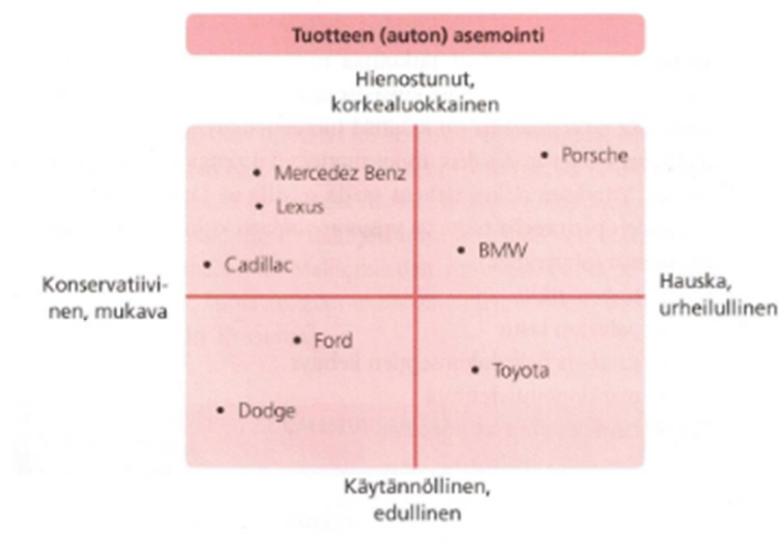 Tuotteen (auton) asemointi
Hienostunut,
korkealuokkainen
Porsche
Mercedez Benz
Lexus
BMW
Cadillac
Konservatiivi-
nen, mukava
Hauska,
urheilullinen
Ford
Toyota
Dodge
Käytännöllinen,
edullinen